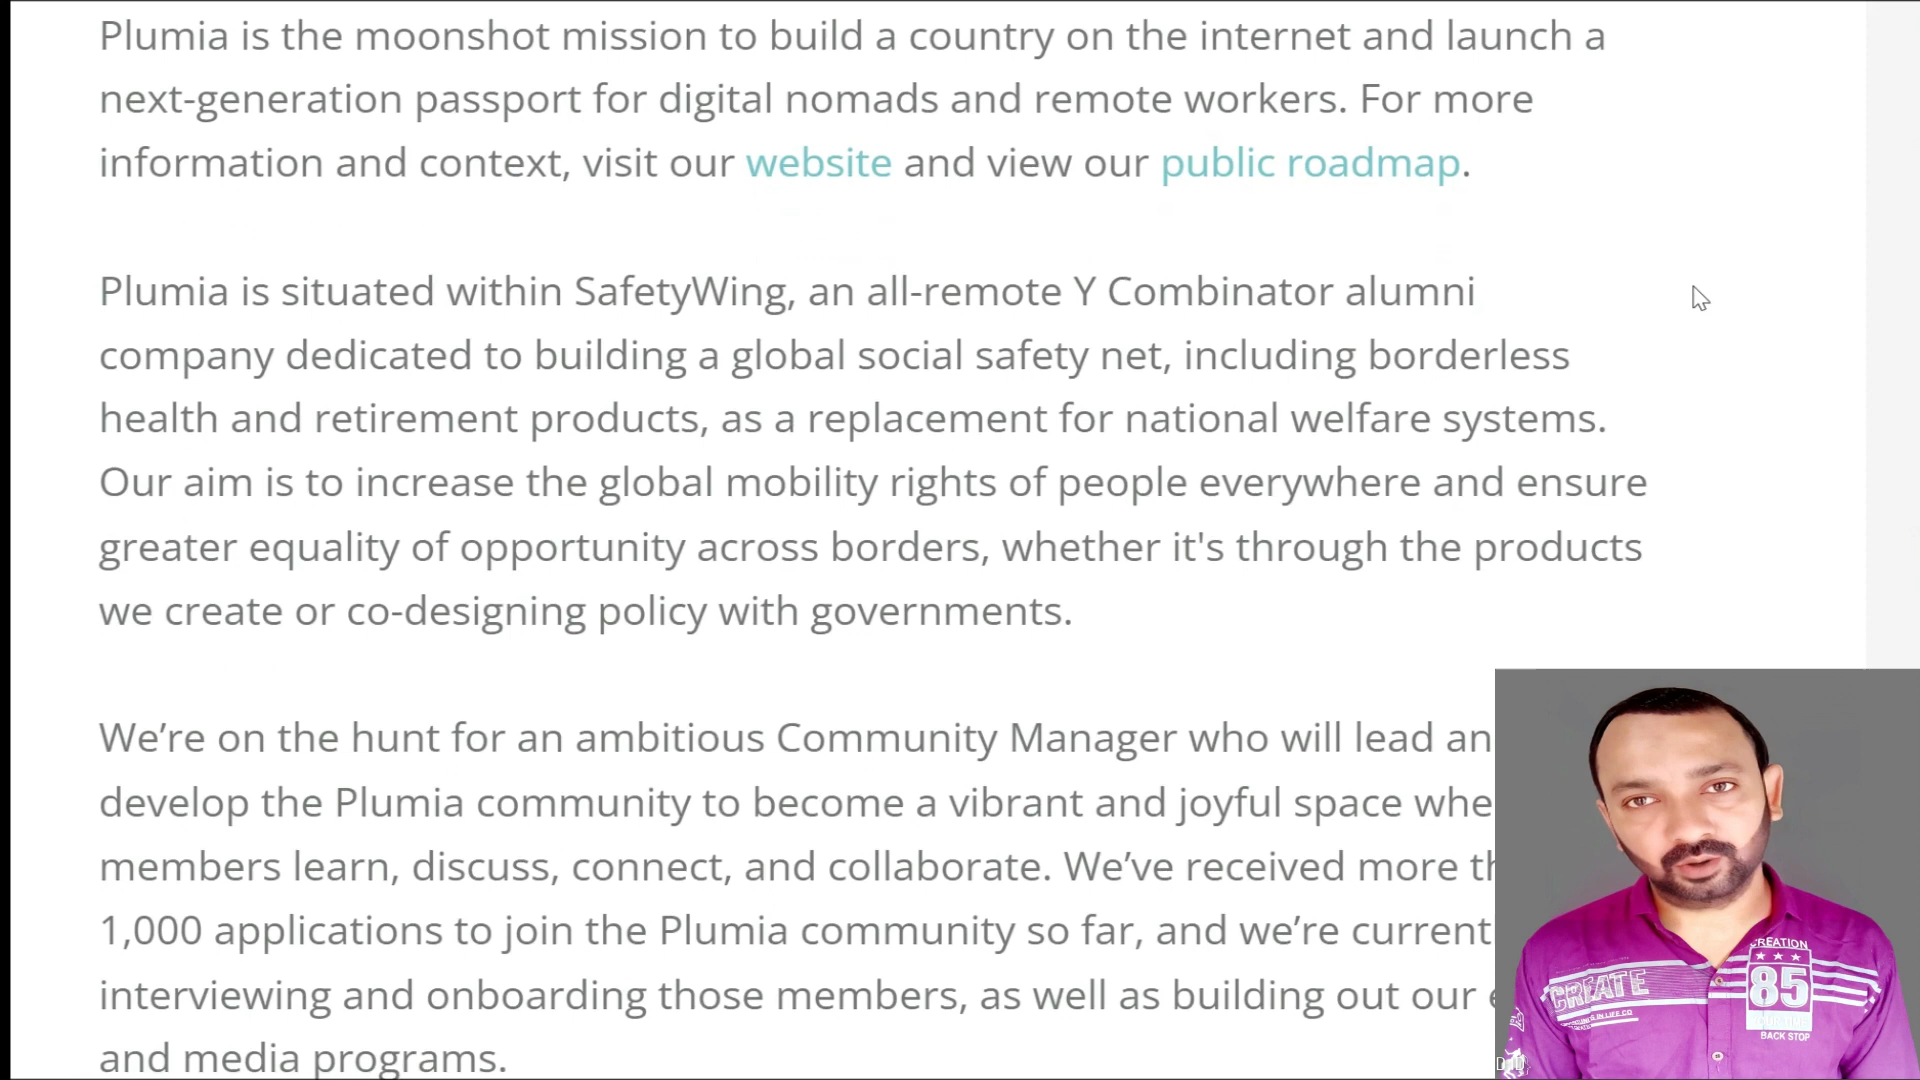 Plumia is the moonshot mission to build a country on the internet and launch a
next-generation passport for digital nomads and remote workers. For more
information and context, visit our website and view our public roadmap.
Plumia is situated within SafetyWing, an all-remote Y Combinator alumni
company dedicated to building a global social safety net, including borderless
health and retirement products, as a replacement for national welfare systems.
Our aim is to increase the global mobility rights of people everywhere and ensure
greater equality of opportunity across borders, whether it's through the products
we create or co-designing policy with governments.
We’re on the hunt for an ambitious Community Manager who will lead an
develop the Plumia community to become a vibrant and joyful space whe
members learn, discuss, connect, and collaborate. We’ve received more th
1,000 applications to join the Plumia community so far, and we’re current
interviewing and onboarding those members, as well as building out our e
and media programs.
CREATION
CREATE
85
BACK STOP